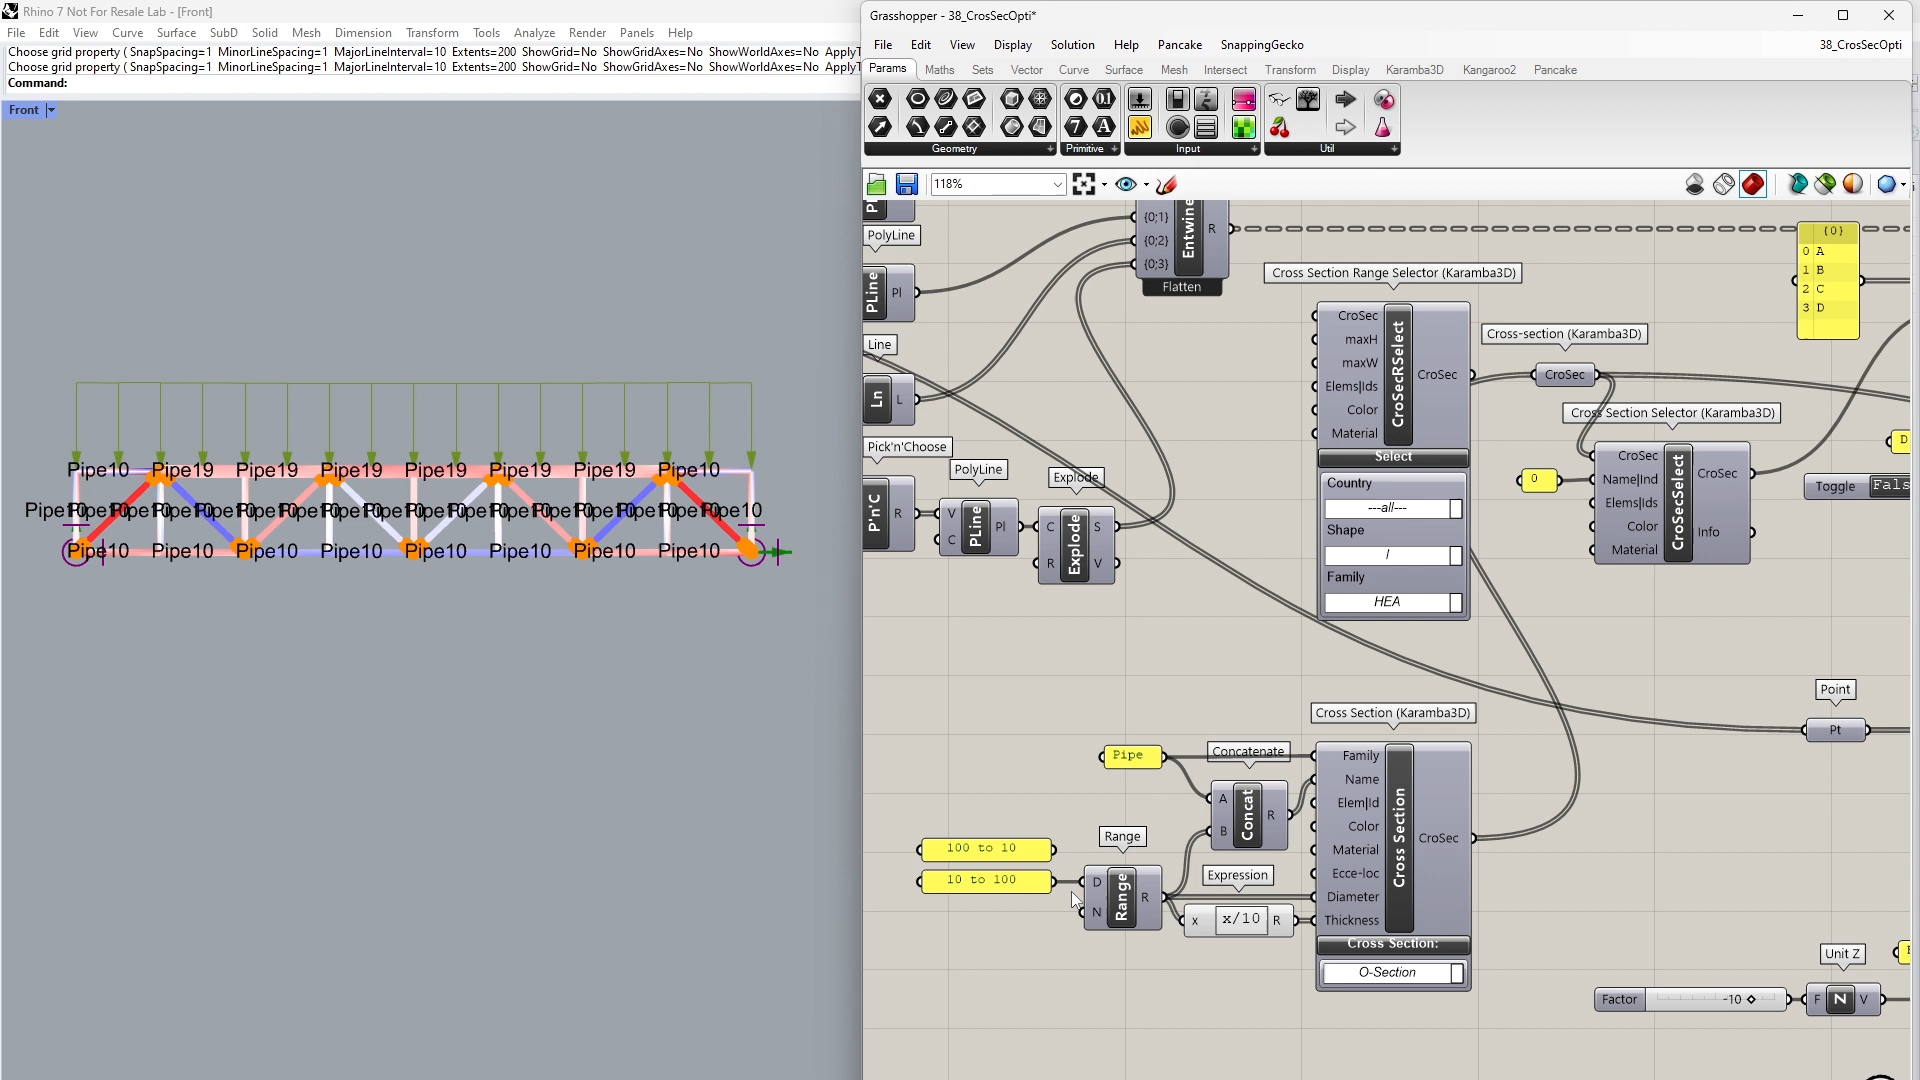 Rhino 7 Not For Resale Lab - [Front]
File Edit View Curve Surface SubD Solid Mesh Dimension Transform Tools Analyze Render Panels Help
Choose grid property ( SnapSpacing=1 MinorLineSpacing=1 MajorLineInterval=10 Extents=200 ShowGrid=No ShowGridAxes=No ShowWorldAxes=No ApplyT
Choose grid property ( SnapSpacing=1 MinorLineSpacing=1 MajorLineInterval=10 Extents=200 ShowGrid=No ShowGridAxes=No ShowWorldAxes=No ApplyT
Command:
Front
Pipe10 Pipe19 Pipe19 Pipe19 Pipe19 Pipe19 Pipe19 Pipe10
Pipe10 Pipe10 Pipe10 Pipe10 Pipe10 Pipe10 Pipe10 Pipe10
Grasshopper - 38_CrosSecOpti*
File Edit View Display Solution Help Pancake SnappingGecko
38_CrosSecOpti
Params Maths Sets Vector Curve Surface Mesh Intersect Transform Display Karamba3D Kangaroo2 Pancake
Geometry
Primitive
Input
Util
118%
PolyLine
PLine
Pl
Line
Ln
L
Pick'n'Choose
P'n'C
R
PolyLine
V
C
PLine
Pl
Explode
C
R
Explode
S
V
{0;1}
{0;2}
{0;3}
Entwine
R
Flatten
Cross Section Range Selector (Karamba3D)
CroSec
maxH
maxW
Elems|Ids
Color
Material
CroSecRSelect
CroSec
Select
Country
---all---
Shape
I
Family
HEA
Cross-section (Karamba3D)
CroSec
Cross Section Selector (Karamba3D)
0
CroSec
Name|Ind
Elems|Ids
Color
Material
CroSecSelect
CroSec
Info
{0}
0 A
1 B
2 C
3 D
D
Toggle
Fals
Point
Pt
Cross Section (Karamba3D)
Pipe
Concatenate
A
B
Concat
R
Range
100 to 10
10 to 100
D
N
Range
R
Expression
x
x/10
R
Family
Name
Elem|Id
Color
Material
Ecce-loc
Diameter
Thickness
Cross Section
CroSec
Cross Section:
O-Section
Unit Z
Factor
-10
F
Z
V